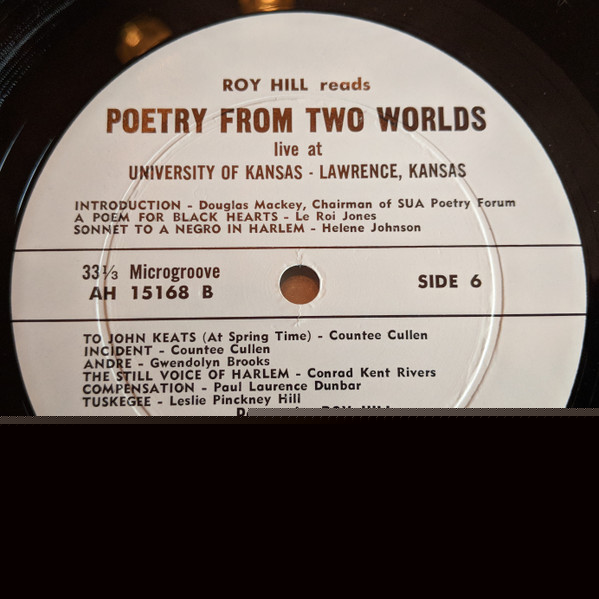 ROY HILL reads
POETRY FROM TWO WORLDS
live at
UNIVERSITY OF KANSAS - LAWRENCE, KANSAS
INTRODUCTION - Douglas Mackey, Chairman of SUA Poetry Forum
A POEM FOR BLACK HEARTS - Le Roi Jones
SONNET TO A NEGRO IN HARLEM - Helene Johnson
33⅓ Microgroove
AH 15168 B
SIDE 6
TO JOHN KEATS (At Spring Time) - Countee Cullen
INCIDENT - Countee Cullen
ANDRE - Gwendolyn Brooks
THE STILL VOICE OF HARLEM - Conrad Kent Rivers
COMPENSATION - Paul Laurence Dunbar
TUSKEGEE - Leslie Pinckney Hill